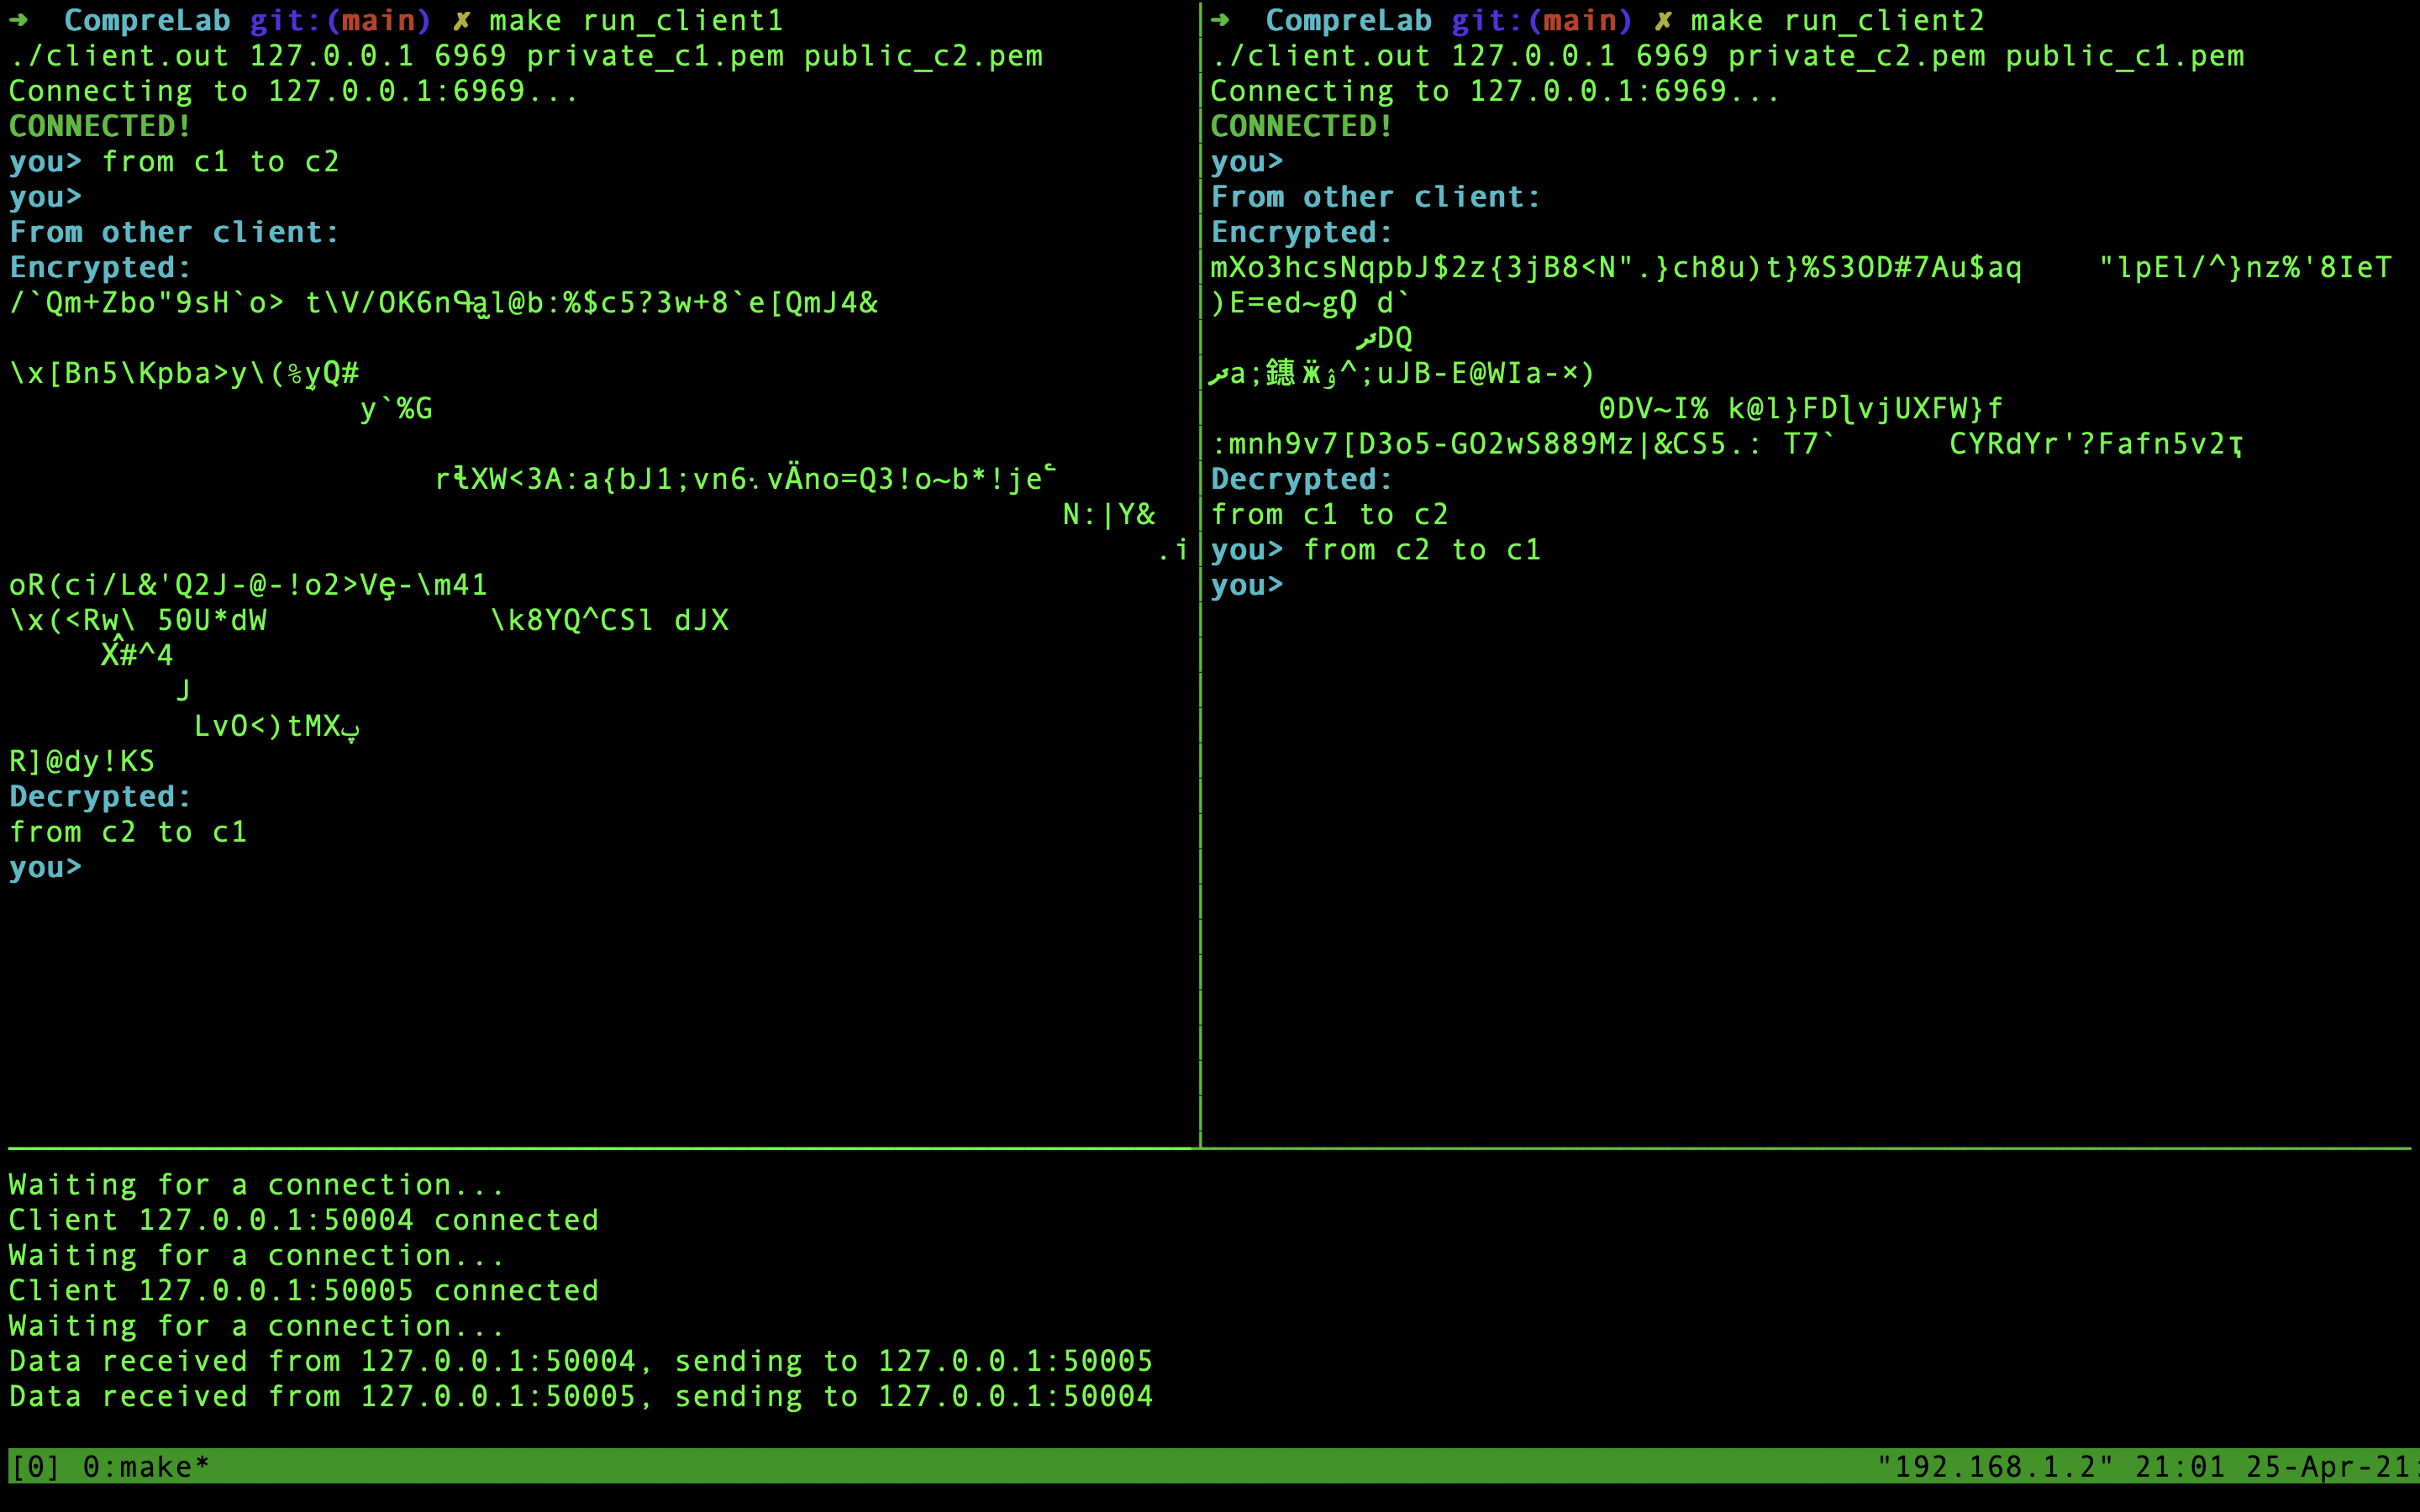 ➜  CompreLab git:(main) ✗ make run_client1
./client.out 127.0.0.1 6969 private_c1.pem public_c2.pem
Connecting to 127.0.0.1:6969...
CONNECTED!
you> from c1 to c2
you>
From other client:
Encrypted:
/`Qm+Zbo"9sH`o> t\V/OK6n
l@b:%$c5?3w+8`e[QmJ4&
\x[Bn5\Kpba>y\(%
Q#
y`%G
XW<3A:a{bJ1;vn6
vÄno=Q3!o~b*!je
N:|Y&
.i
oR(ci/L&'Q2J-@-!o2>V
-\m41
\x(<Rw\ 50U*dW \k8YQ^CSl dJX
#^4
J
LvO<)tMX
R]@dy!KS
Decrypted:
from c2 to c1
you>
➜  CompreLab git:(main) ✗ make run_client2
./client.out 127.0.0.1 6969 private_c2.pem public_c1.pem
Connecting to 127.0.0.1:6969...
CONNECTED!
you>
From other client:
Encrypted:
mXo3hcsNqpbJ$2z{3jB8<N".}ch8u)t}%S3OD#7Au$aq "lpEl/^}nz%'8IeT
)E=ed~g
d`
DQ
a;
^;uJB-E@WIa-×)
0DV~I% k@l}FD
vjUXFW}f
:mnh9v7[D3o5-GO2wS889Mz|&CS5.: T7` CYRdYr'?Fafn5v2
Decrypted:
from c1 to c2
you> from c2 to c1
you>
Waiting for a connection...
Client 127.0.0.1:50004 connected
Waiting for a connection...
Client 127.0.0.1:50005 connected
Waiting for a connection...
Data received from 127.0.0.1:50004, sending to 127.0.0.1:50005
Data received from 127.0.0.1:50005, sending to 127.0.0.1:50004
[0] 0:make* "192.168.1.2" 21:01 25-Apr-21